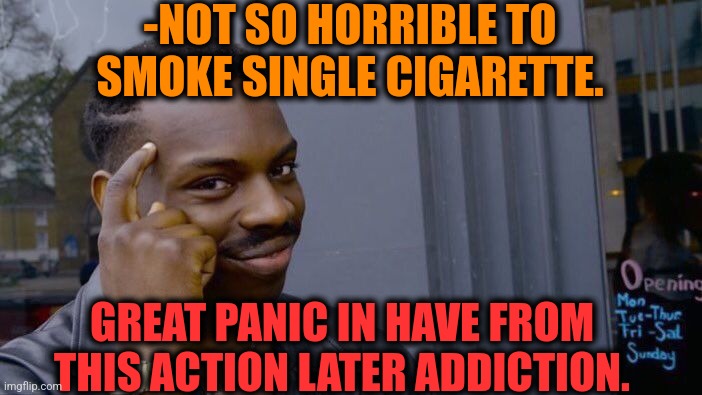 -NOT SO HORRIBLE TO
SMOKE SINGLE CIGARETTE.
Opening
Mon
Tue-Thur
Fri-Sat
Sunday
GREAT PANIC IN HAVE FROM
THIS ACTION LATER ADDICTION.
imgflip.com